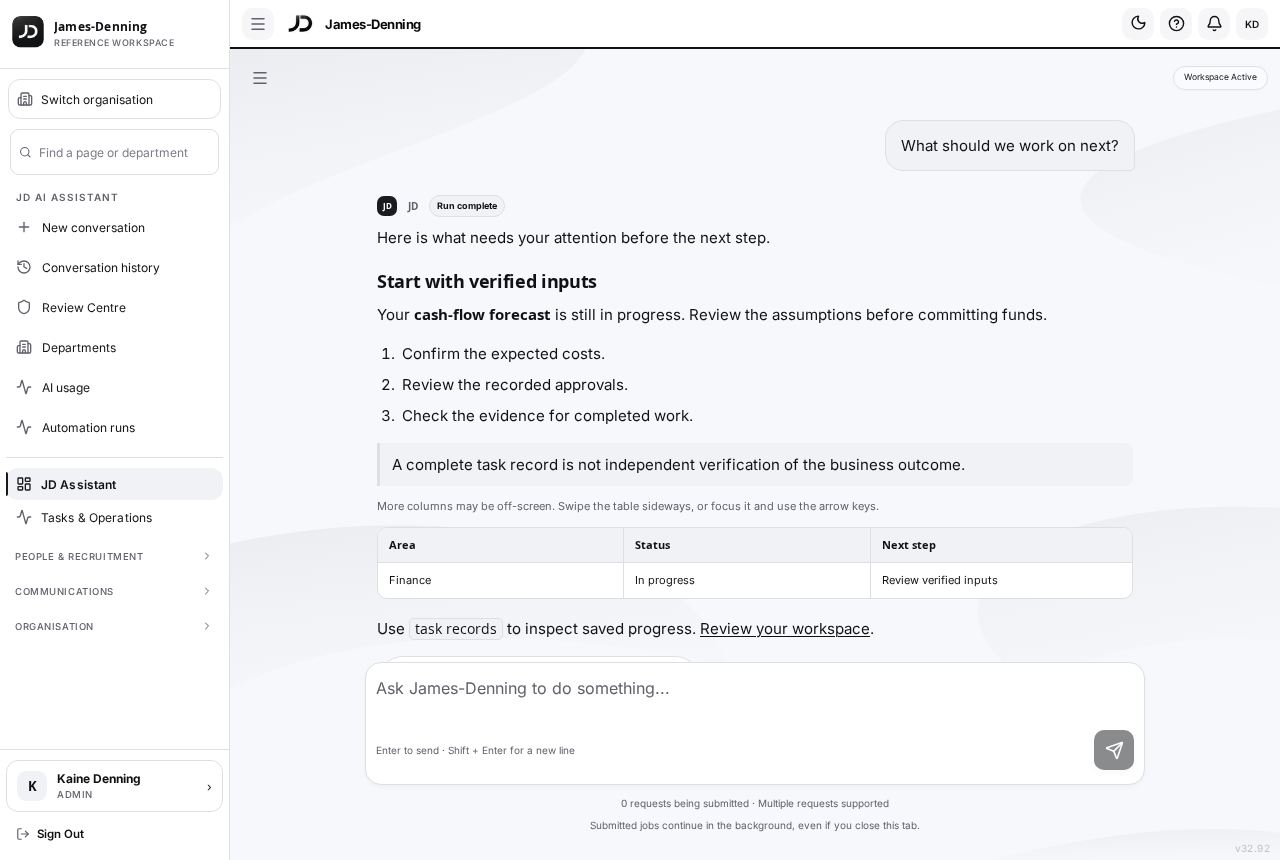 JD
James-Denning
REFERENCE WORKSPACE
Switch organisation
Find a page or department
JD AI ASSISTANT
New conversation
Conversation history
Review Centre
Departments
AI usage
Automation runs
JD Assistant
Tasks & Operations
PEOPLE & RECRUITMENT
COMMUNICATIONS
ORGANISATION
K
Kaine Denning
ADMIN
Sign Out
JD
James-Denning
KD
Workspace Active
What should we work on next?
JD JD Run complete
Here is what needs your attention before the next step.
Start with verified inputs
Your cash-flow forecast is still in progress. Review the assumptions before committing funds.
1. Confirm the expected costs.
2. Review the recorded approvals.
3. Check the evidence for completed work.
A complete task record is not independent verification of the business outcome.
More columns may be off-screen. Swipe the table sideways, or focus it and use the arrow keys.
Area Status Next step
Finance In progress Review verified inputs
Use task records to inspect saved progress. Review your workspace.
Ask James-Denning to do something...
Enter to send · Shift + Enter for a new line
0 requests being submitted · Multiple requests supported
Submitted jobs continue in the background, even if you close this tab.
v32.92